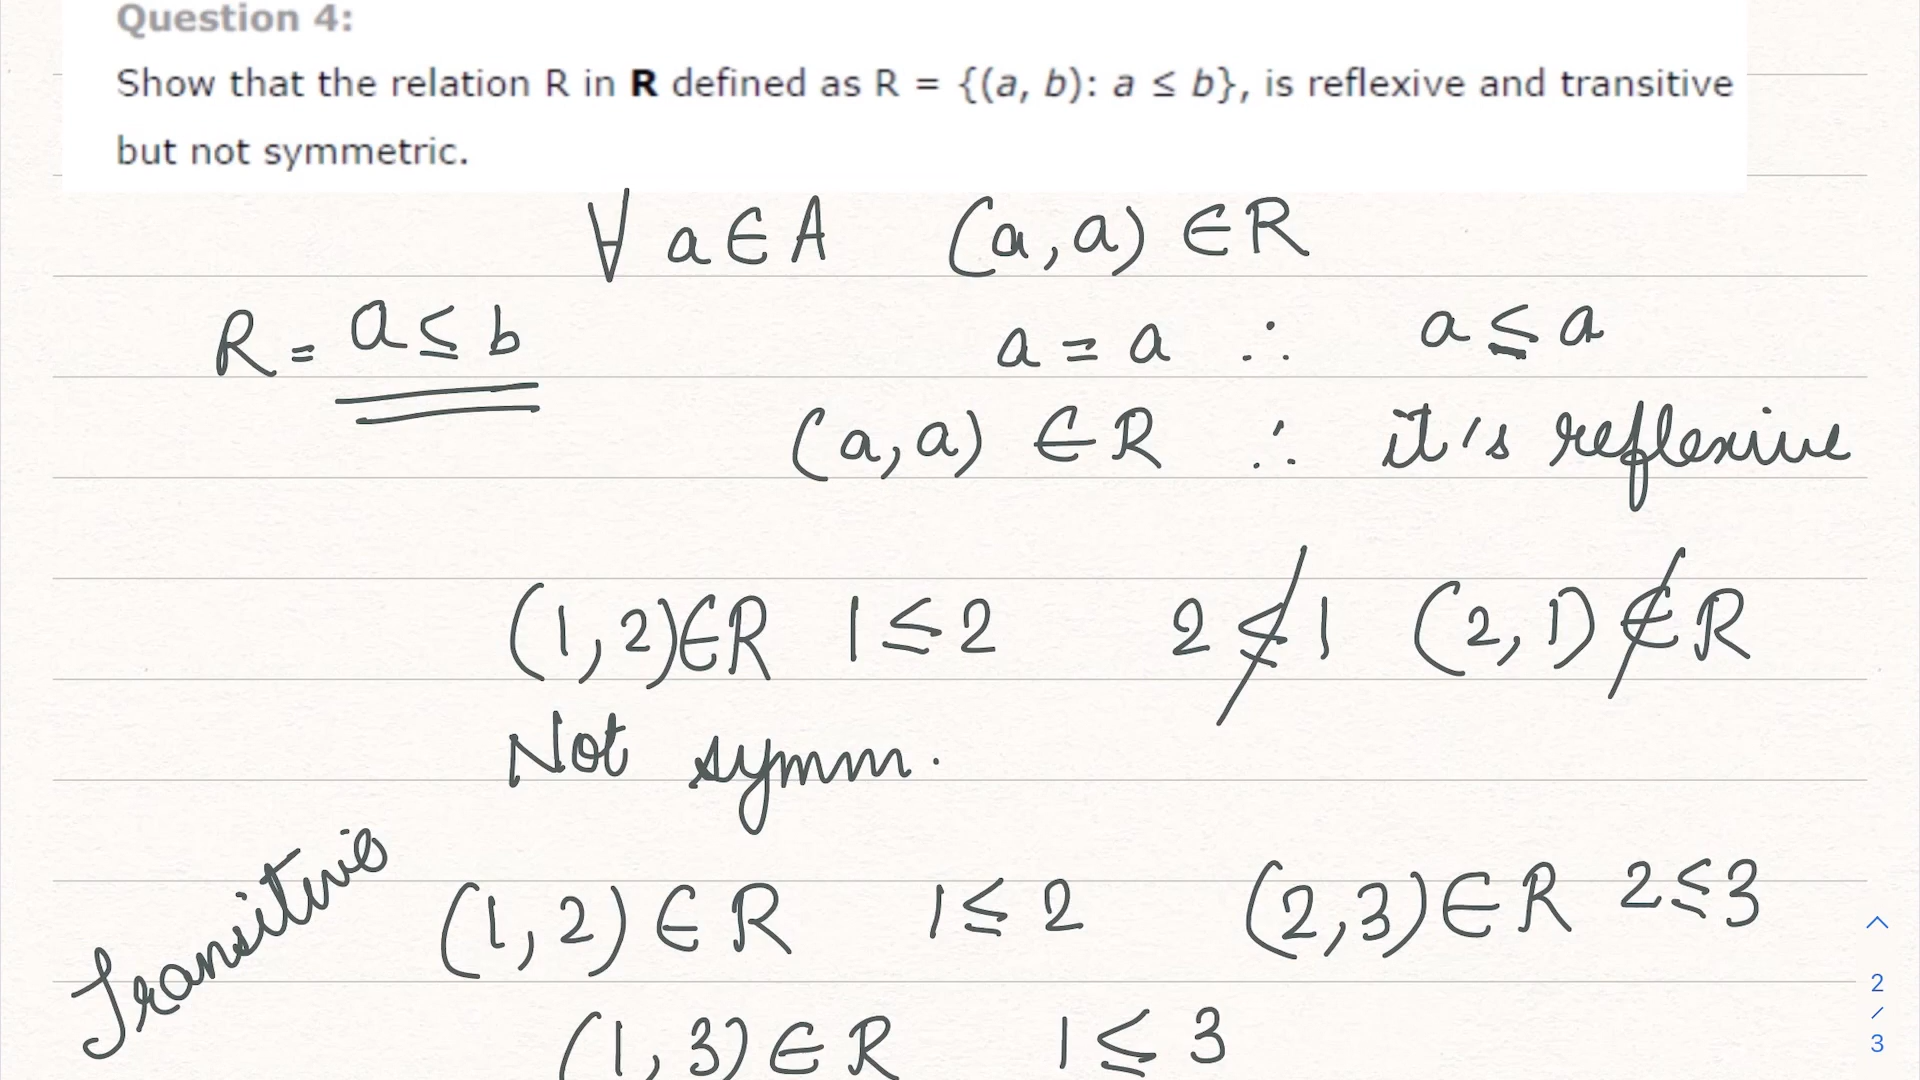 Question 4:
Show that the relation R in R defined as R = {(a, b): a ≤ b}, is reflexive and transitive
but not symmetric.
∀ a ∈ A (a, a) ∈ R
R = a ≤ b a = a ∴ a ≤ a
(a, a) ∈ R ∴ it's reflexive
(1, 2) ∈ R 1 ≤ 2 2 ≰ 1 (2, 1) ∉ R
Not symm.
Transitive (1, 2) ∈ R 1 ≤ 2 (2, 3) ∈ R 2 ≤ 3
(1, 3) ∈ R 1 ≤ 3
2
/
3